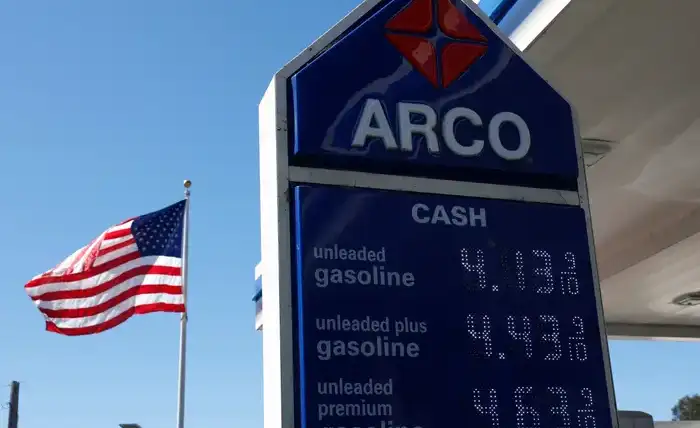 ARCO
CASH
unleaded
gasoline 4.13 9/10
unleaded plus
gasoline 4.43 9/10
unleaded
premium 4.63 9/10
gasoline